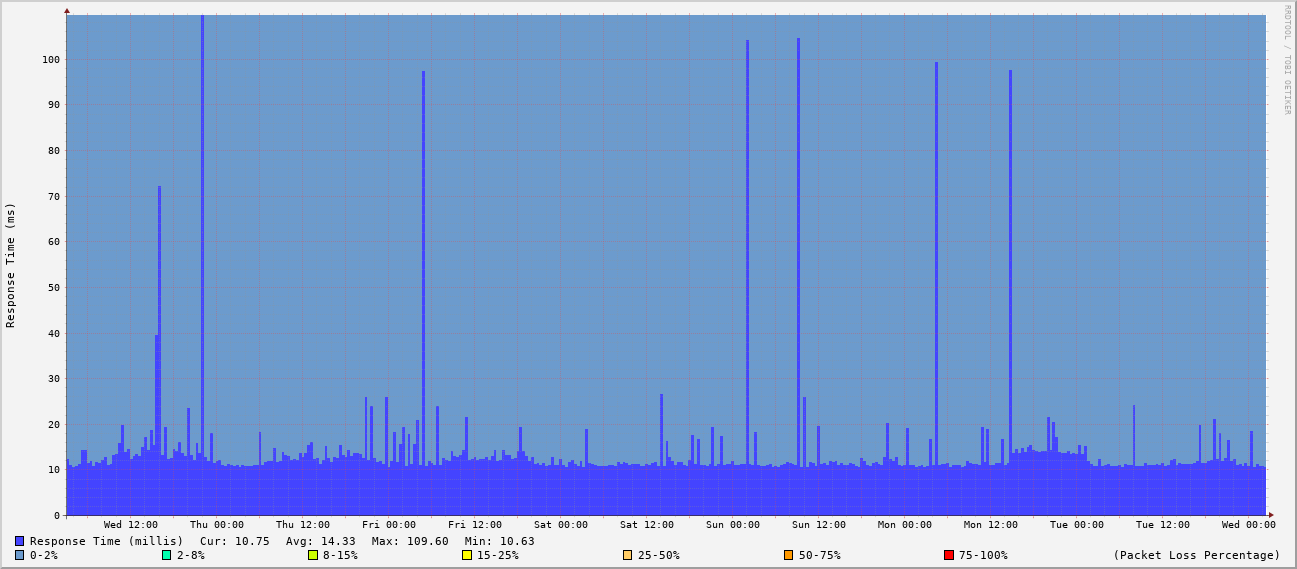 RRDTOOL / TOBI OETIKER
Response Time (ms)
100
90
80
70
60
50
40
30
20
10
0
Wed 12:00 Thu 00:00 Thu 12:00 Fri 00:00 Fri 12:00 Sat 00:00 Sat 12:00 Sun 00:00 Sun 12:00 Mon 00:00 Mon 12:00 Tue 00:00 Tue 12:00 Wed 00:00
Response Time (millis) Cur: 10.75 Avg: 14.33 Max: 109.60 Min: 10.63
0-2% 2-8% 8-15% 15-25% 25-50% 50-75% 75-100% (Packet Loss Percentage)